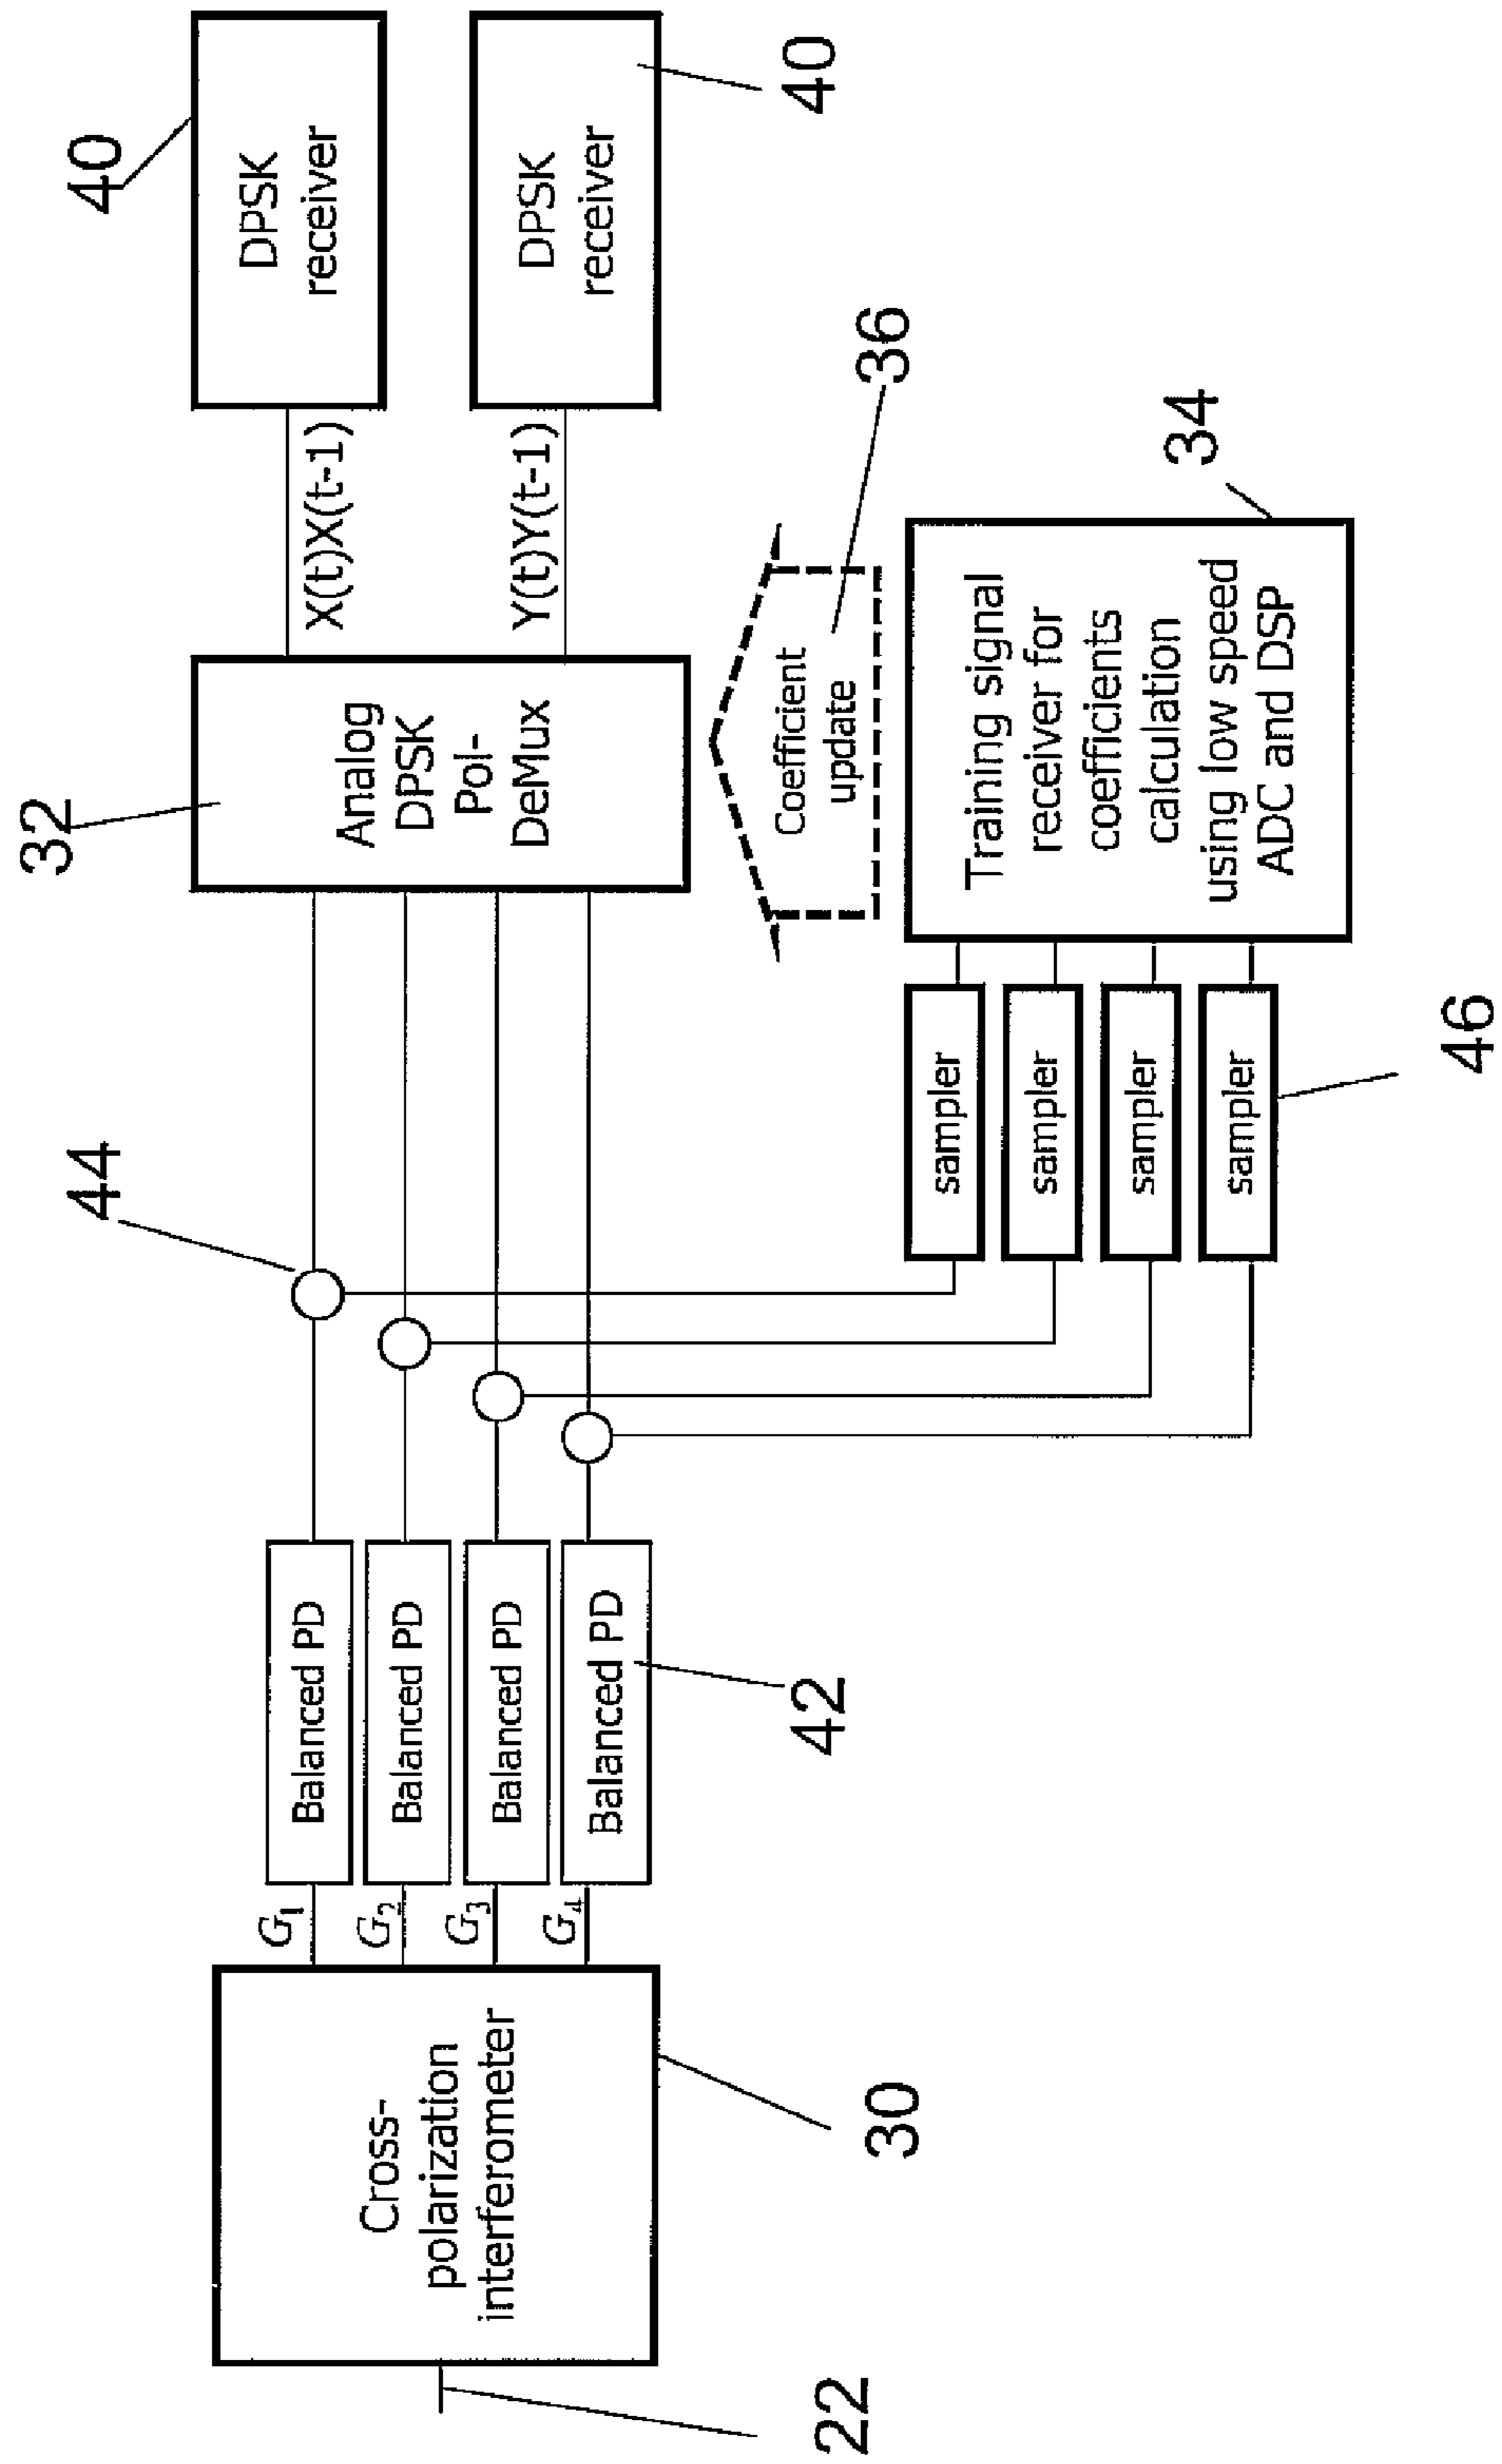 22
Cross-
polarization
interferometer
30
G1
G2
G3
G4
Balanced PD
Balanced PD
Balanced PD
Balanced PD
42
44
sampler
sampler
sampler
sampler
46
32
Analog
DPSK
Pol-
DeMux
Coefficient
update
36
Training signal
receiver for
coefficients
calculation
using low speed
ADC and DSP
34
X(t)X(t-1)
Y(t)Y(t-1)
40
DPSK
receiver
DPSK
receiver
40